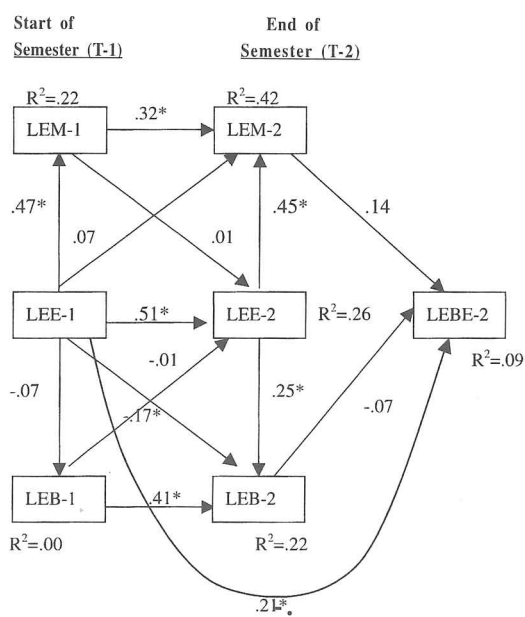 Start of
Semester (T-1)
End of
Semester (T-2)
R²=.22
R²=.42
LEM-1
.32*
LEM-2
.47*
.07
.01
.45*
.14
LEE-1
.51*
LEE-2
R²=.26
LEBE-2
R²=.09
-.07
-.01
-.17*
.25*
-.07
LEB-1
.41*
LEB-2
R²=.00
R²=.22
.21*